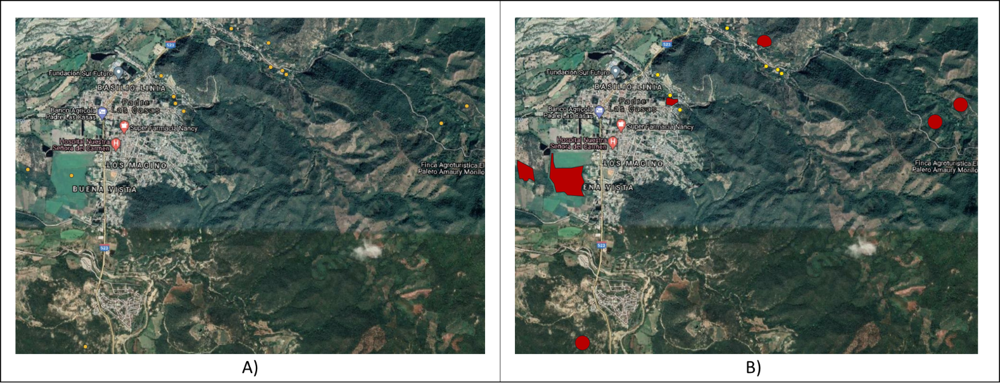 523
Fundación Sur Futuro
BASILIO LINIA
Padre
Las Casas
Banco Agrícola
Padre Las Casas
Super Farmacia Nancy
Hospital Nuestra
Señora del Carmen
LOS MAGINO
Finca Agroturistica El
Palero Amaury Morillo
BUENA VISTA
523
A)
523
Fundación Sur Futuro
BASILIO LINIA
Padre
Las Casas
Banco Agrícola
Padre Las Casas
Super Farmacia Nancy
Hospital Nuestra
Señora del Carmen
LOS MAGINO
Finca Agroturistica El
Palero Amaury Morillo
ENA VISTA
523
B)